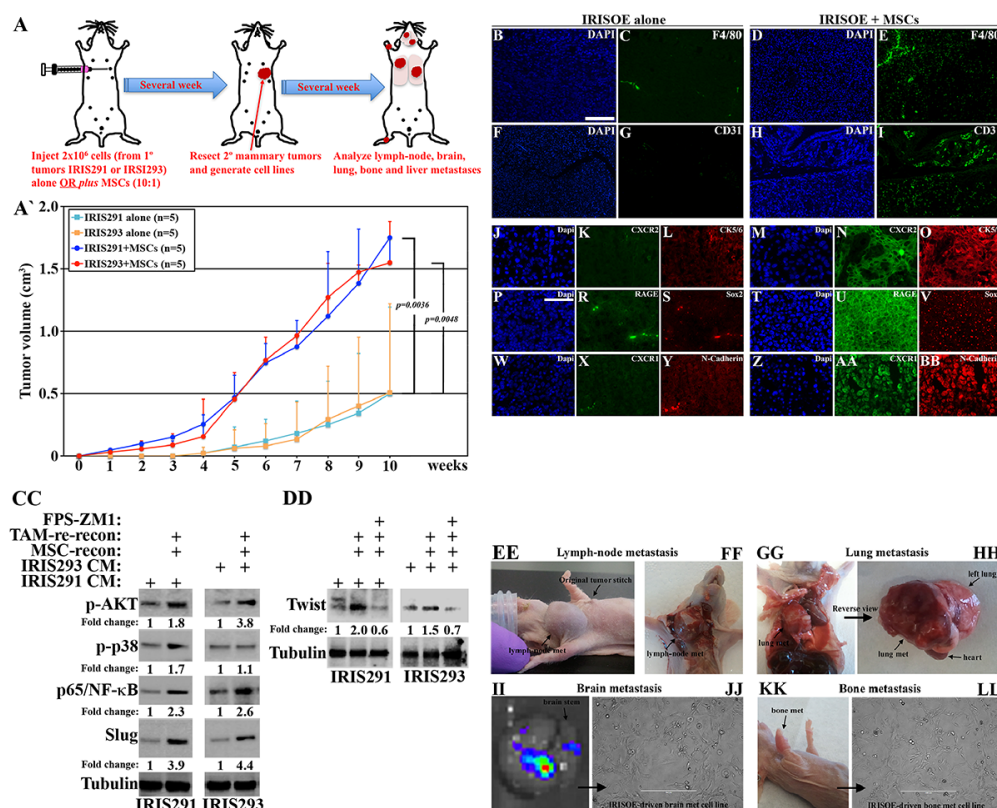 A
Several week
Several week
Inject 2x10⁶ cells (from 1º
tumors IRIS291 or IRSI293)
alone OR plus MSCs (10:1)
Resect 2º mammary tumors
and generate cell lines
Analyze lymph-node, brain,
lung, bone and liver metastases
A`
Tumor volume (cm³)
2.0
1.5
1.0
0.5
0
IRIS291 alone (n=5)
IRIS293 alone (n=5)
IRIS291+MSCs (n=5)
IRIS293+MSCs (n=5)
p=0.0036
p=0.0048
0 1 2 3 4 5 6 7 8 9 10 weeks
IRISOE alone
IRISOE + MSCs
B DAPI
C F4/80
D DAPI
E F4/80
F DAPI
G CD31
H DAPI
I CD3
J Dapi
K CXCR2
L CK5/6
M Dapi
N CXCR2
O CK5/
P Dapi
R RAGE
S Sox2
T Dapi
U RAGE
V Sox
W Dapi
X CXCR1
Y N-Cadherin
Z Dapi
AA CXCR1
BB N-Cadherin
CC
TAM-re-recon: + +
MSC-recon: + +
IRIS293 CM: + +
IRIS291 CM: + +
p-AKT
Fold change: 1 1.8 1 3.8
p-p38
Fold change: 1 1.7 1 1.1
p65/NF-κB
Fold change: 1 2.3 1 2.6
Slug
Fold change: 1 3.9 1 4.4
Tubulin
IRIS291 IRIS293
DD
FPS-ZM1: + +
+ + + +
+ + + +
+ + +
+ + +
Twist
Fold change: 1 2.0 0.6 1 1.5 0.7
Tubulin
IRIS291 IRIS293
EE Lymph-node metastasis FF
Original tumor stitch
lymph-node met
lymph-node met
GG Lung metastasis HH
lung met
Reverse view
left lung
lung met
heart
II Brain metastasis JJ
brain stem
IRISOE-driven brain met cell line
KK Bone metastasis LL
bone met
IRISOE-driven bone met cell line